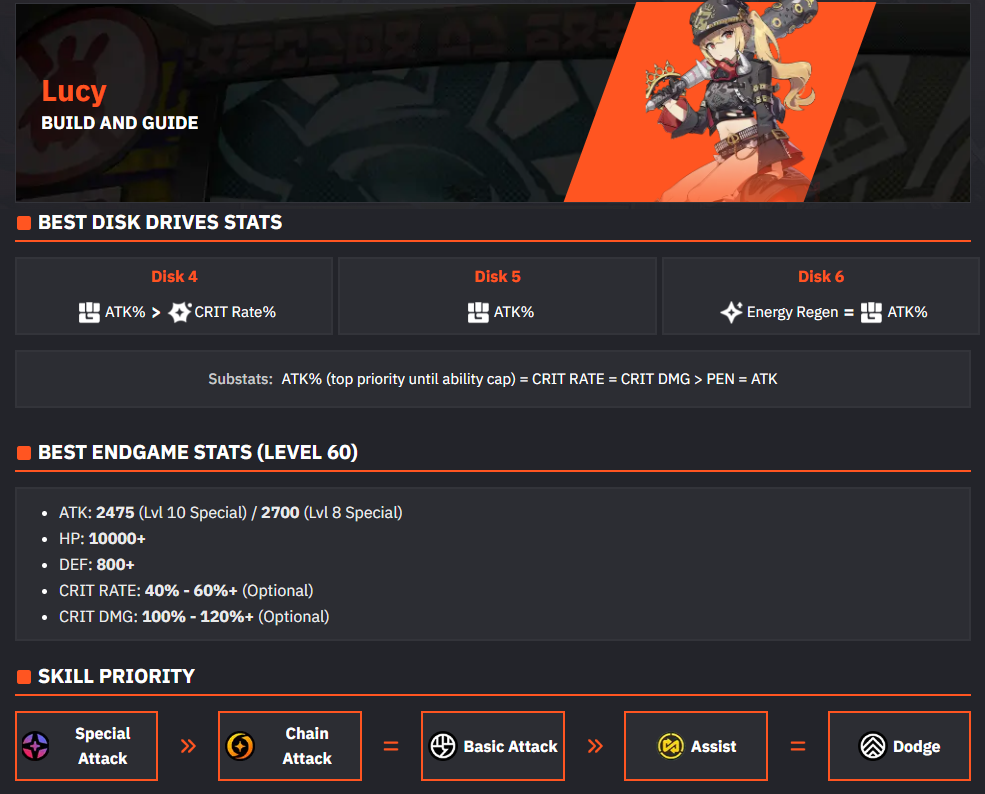 Lucy
BUILD AND GUIDE
BEST DISK DRIVES STATS
Disk 4
ATK% > CRIT Rate%
Disk 5
ATK%
Disk 6
Energy Regen = ATK%
Substats: ATK% (top priority until ability cap) = CRIT RATE = CRIT DMG > PEN = ATK
BEST ENDGAME STATS (LEVEL 60)
• ATK: 2475 (Lvl 10 Special) / 2700 (Lvl 8 Special)
• HP: 10000+
• DEF: 800+
• CRIT RATE: 40% - 60%+ (Optional)
• CRIT DMG: 100% - 120%+ (Optional)
SKILL PRIORITY
Special
Attack
»
Chain
Attack
=
Basic Attack
»
Assist
=
Dodge